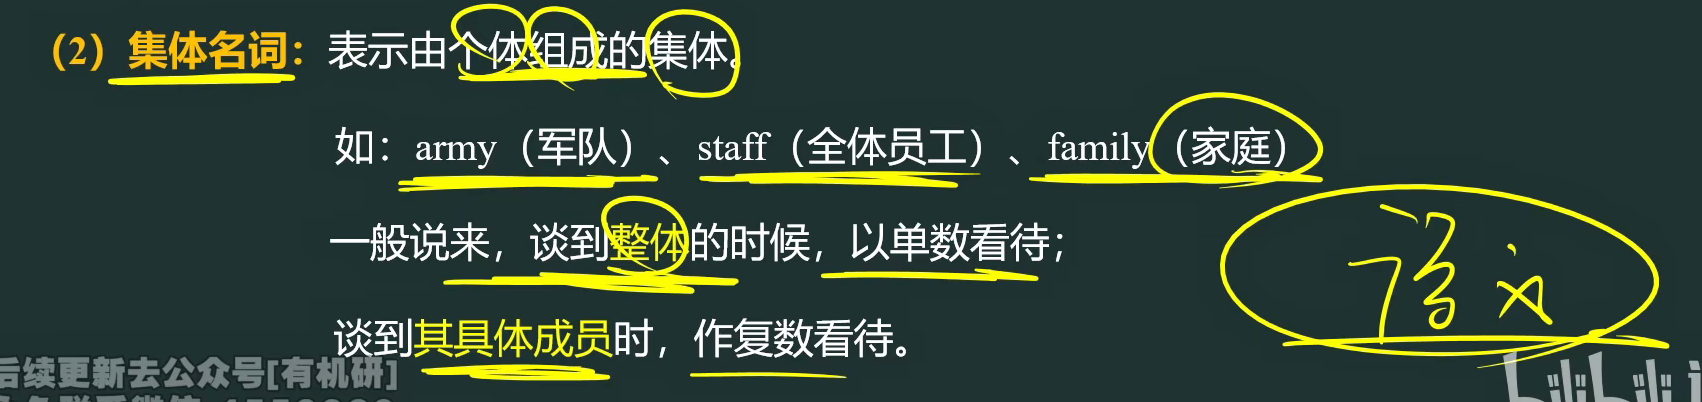 （2）集体名词：表示由个体组成的集体。
如：army（军队）、staff（全体员工）、family（家庭）
一般说来，谈到整体的时候，以单数看待；
语义
谈到其具体成员时，作复数看待。
后续更新去公众号[有机研]
bilibili